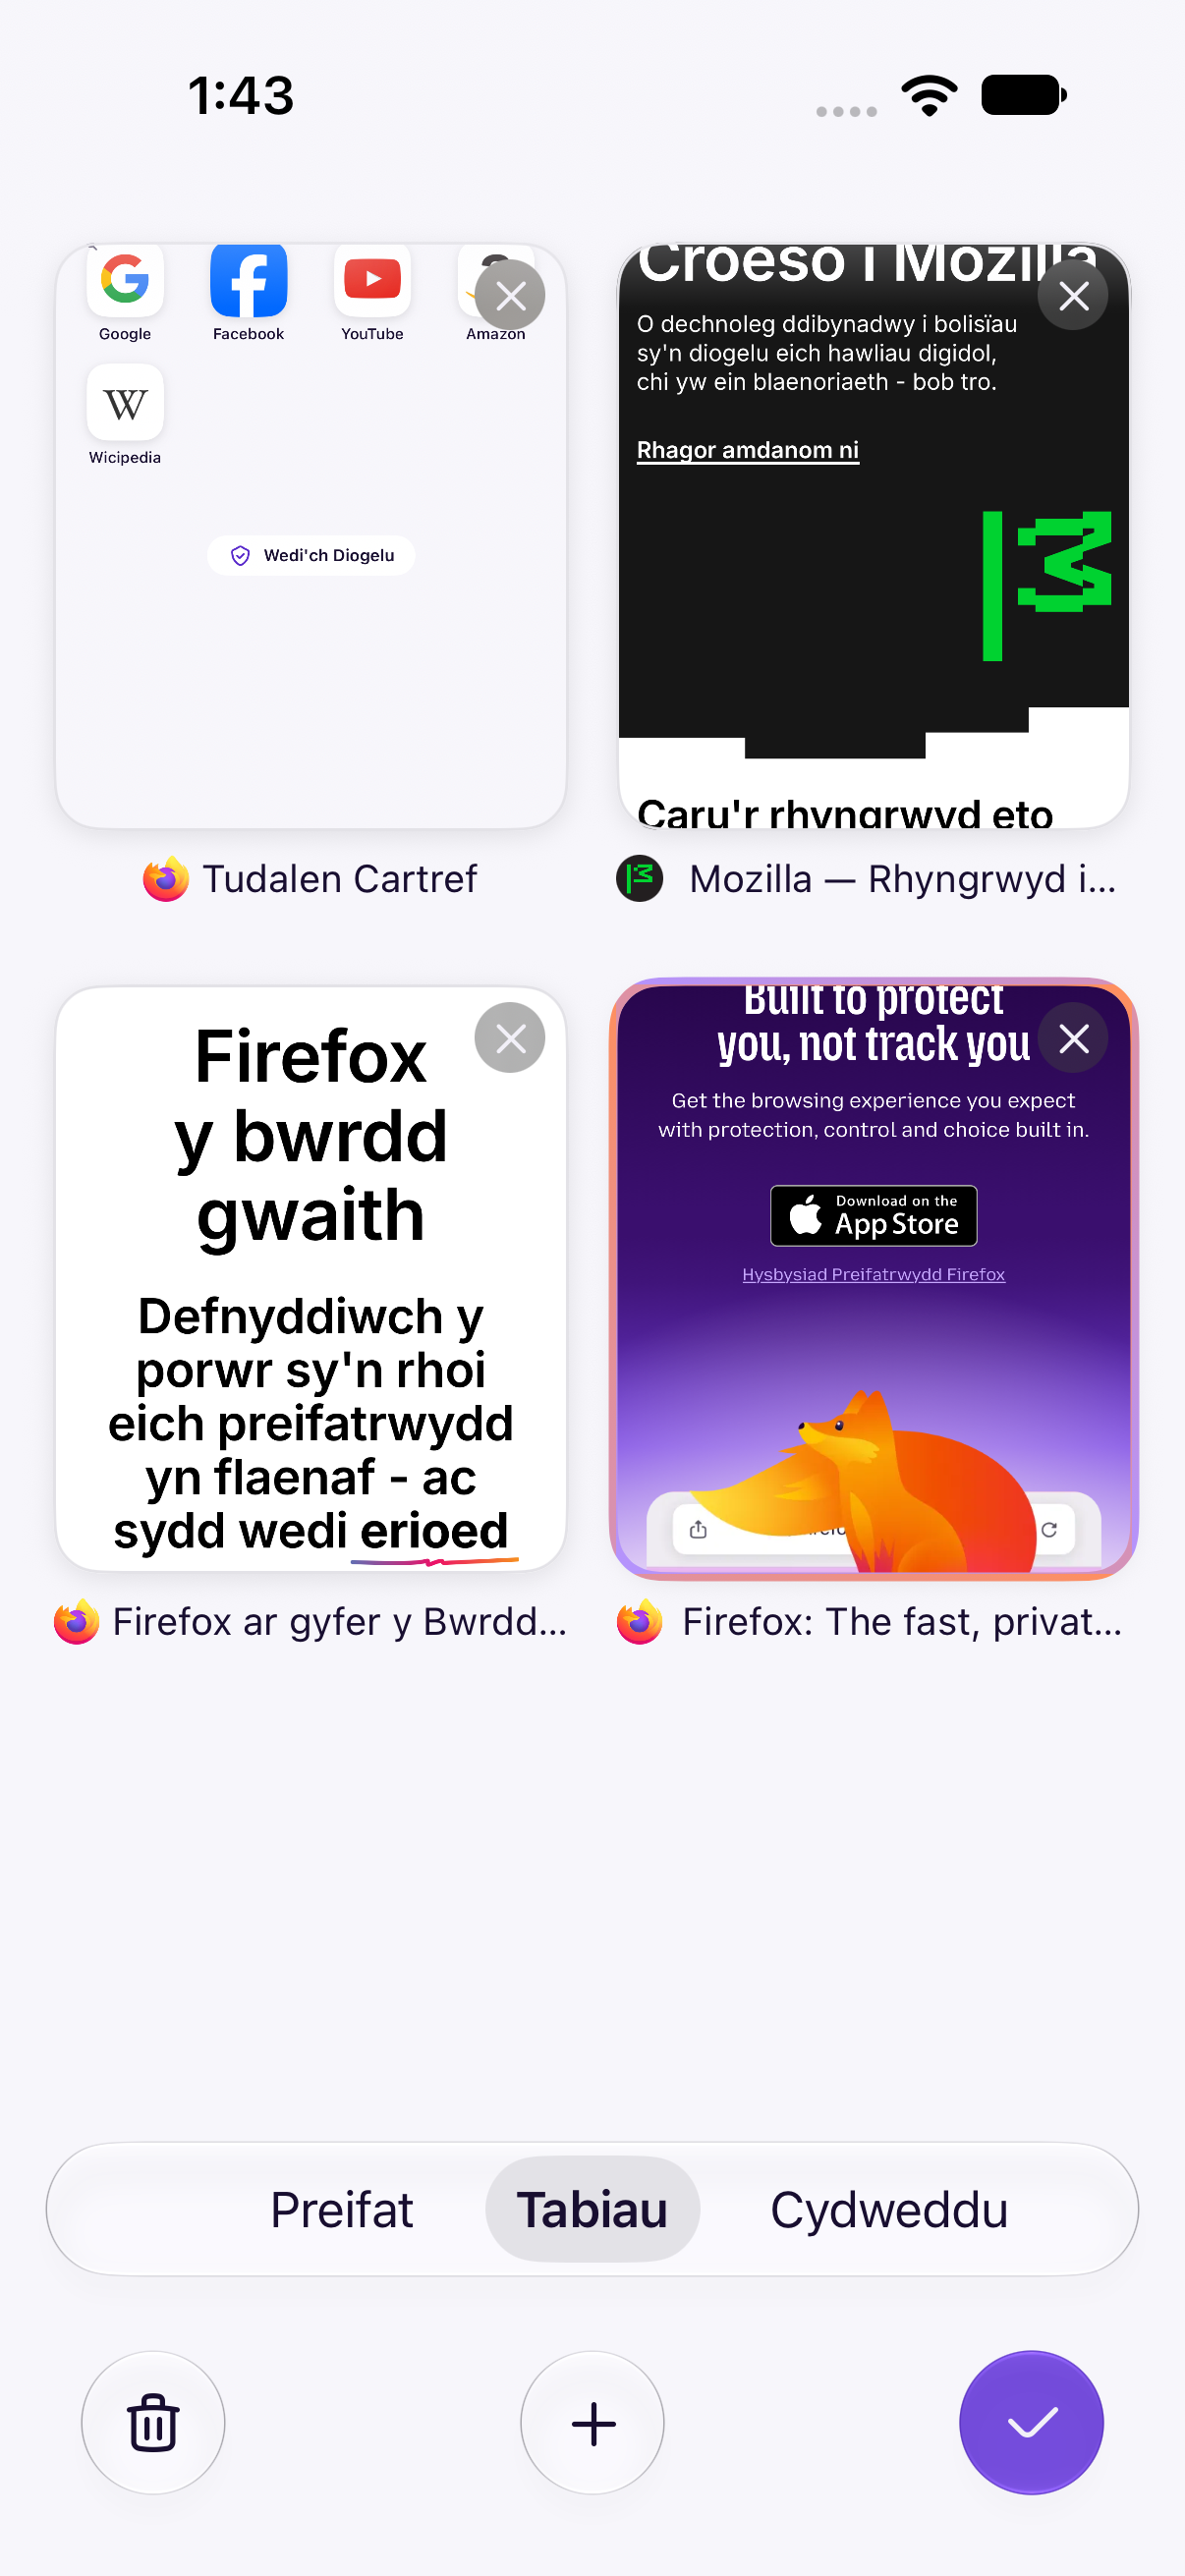 1:43
Google
Facebook
YouTube
Amazon
W
Wicipedia
Wedi'ch Diogelu
Tudalen Cartref
Croeso i Mozilla
O dechnoleg ddibynadwy i bolisïau
sy'n diogelu eich hawliau digidol,
chi yw ein blaenoriaeth - bob tro.
Rhagor amdanom ni
Caru'r rhyngrwyd eto
Mozilla — Rhyngrwyd i...
Firefox
y bwrdd
gwaith
Defnyddiwch y
porwr sy'n rhoi
eich preifatrwydd
yn flaenaf - ac
sydd wedi erioed
Firefox ar gyfer y Bwrdd...
Built to protect
you, not track you
Get the browsing experience you expect
with protection, control and choice built in.
Download on the
App Store
Hysbysiad Preifatrwydd Firefox
Firefox: The fast, privat...
Preifat
Tabiau
Cydweddu